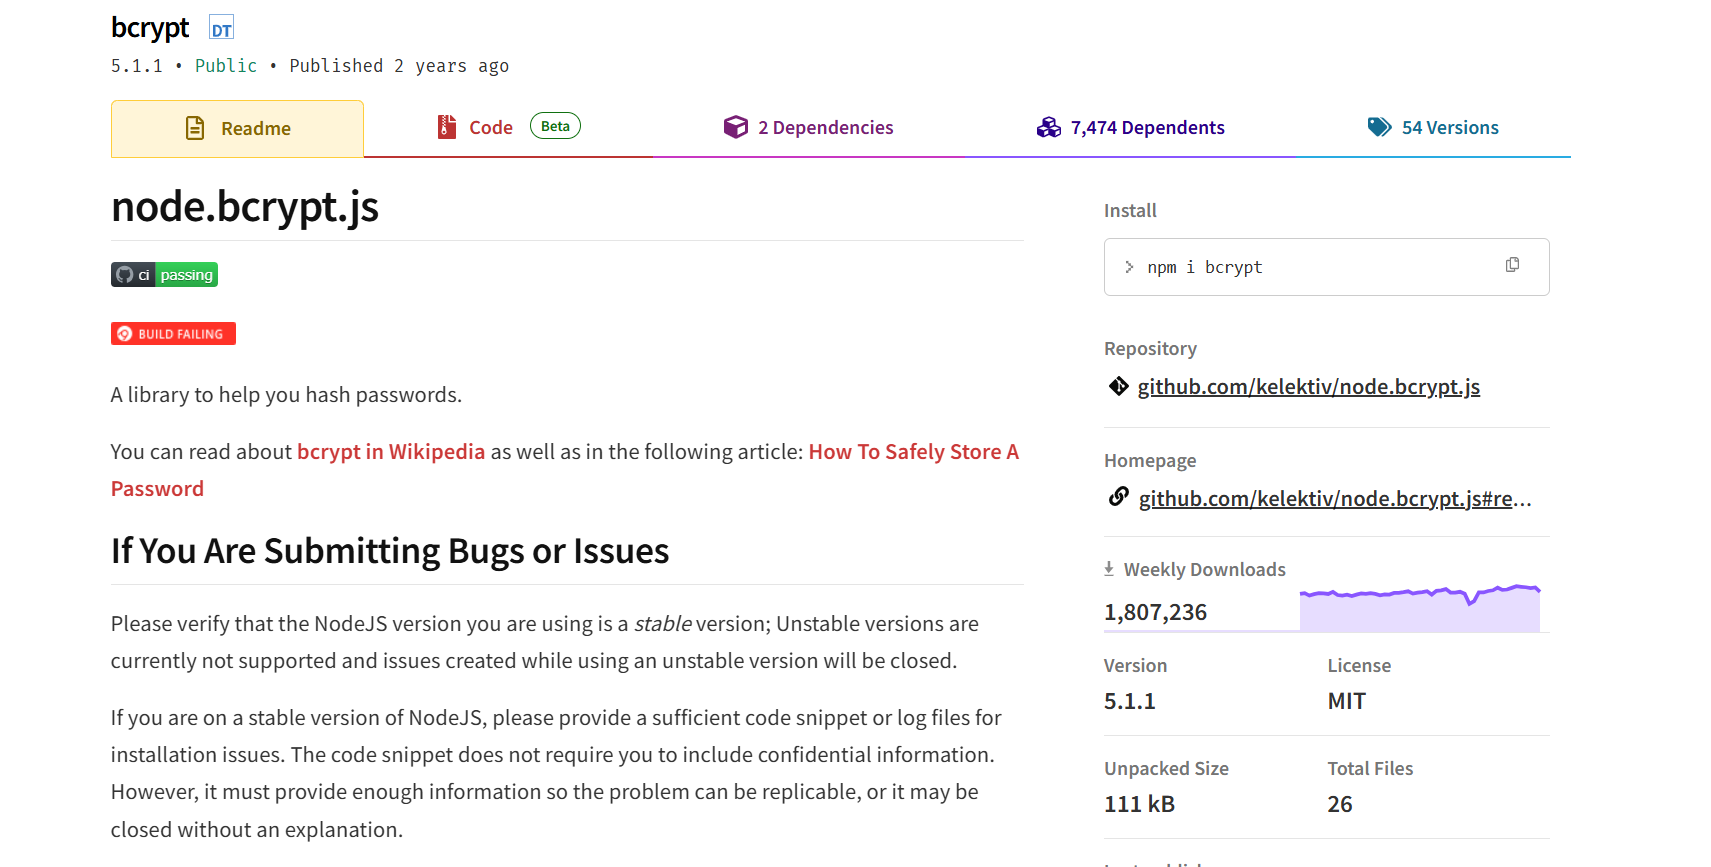 bcrypt DT
5.1.1 • Public • Published 2 years ago
Readme
Code Beta
2 Dependencies
7,474 Dependents
54 Versions
node.bcrypt.js
ci passing
BUILD FAILING
A library to help you hash passwords.
You can read about bcrypt in Wikipedia as well as in the following article: How To Safely Store A
Password
If You Are Submitting Bugs or Issues
Please verify that the NodeJS version you are using is a stable version; Unstable versions are
currently not supported and issues created while using an unstable version will be closed.
If you are on a stable version of NodeJS, please provide a sufficient code snippet or log files for
installation issues. The code snippet does not require you to include confidential information.
However, it must provide enough information so the problem can be replicable, or it may be
closed without an explanation.
Install
> npm i bcrypt
Repository
github.com/kelektiv/node.bcrypt.js
Homepage
github.com/kelektiv/node.bcrypt.js#re...
Weekly Downloads
1,807,236
Version
5.1.1
License
MIT
Unpacked Size
111 kB
Total Files
26